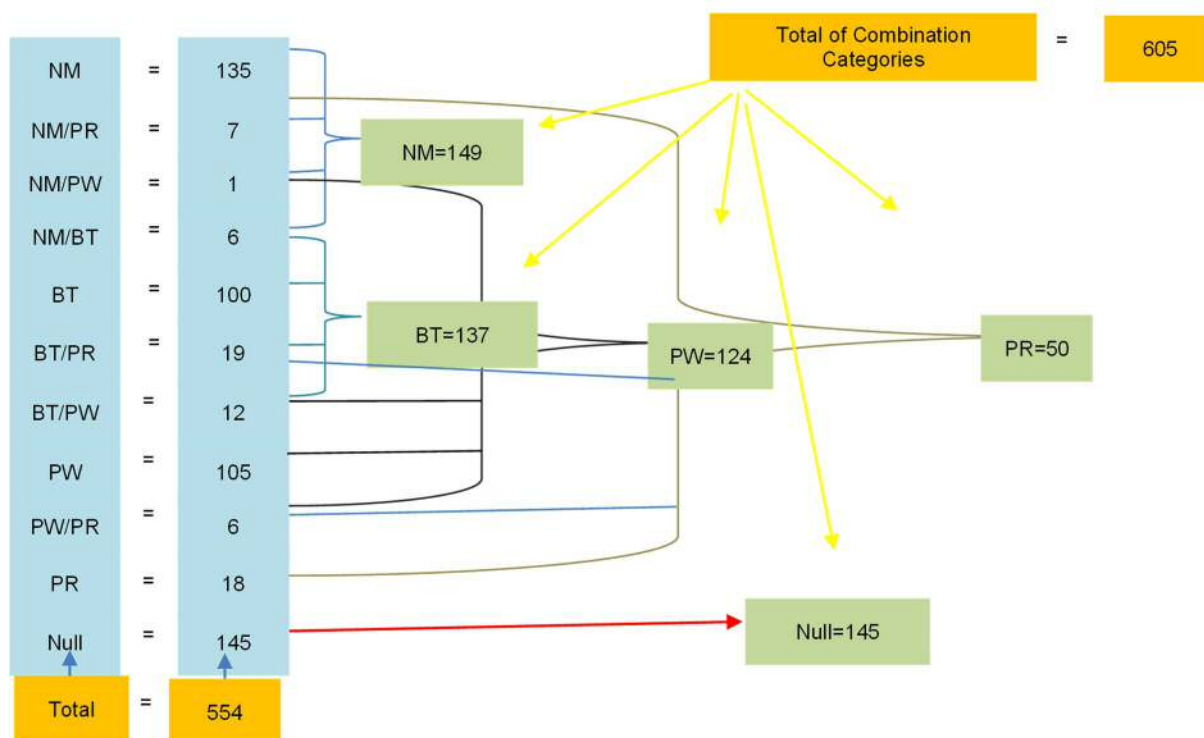 Total of Combination
Categories
=
605
NM = 135
NM/PR = 7
NM=149
NM/PW = 1
NM/BT = 6
BT = 100
BT/PR = 19
BT=137
PW=124
PR=50
BT/PW = 12
PW = 105
PW/PR = 6
PR = 18
Null = 145
Null=145
Total = 554